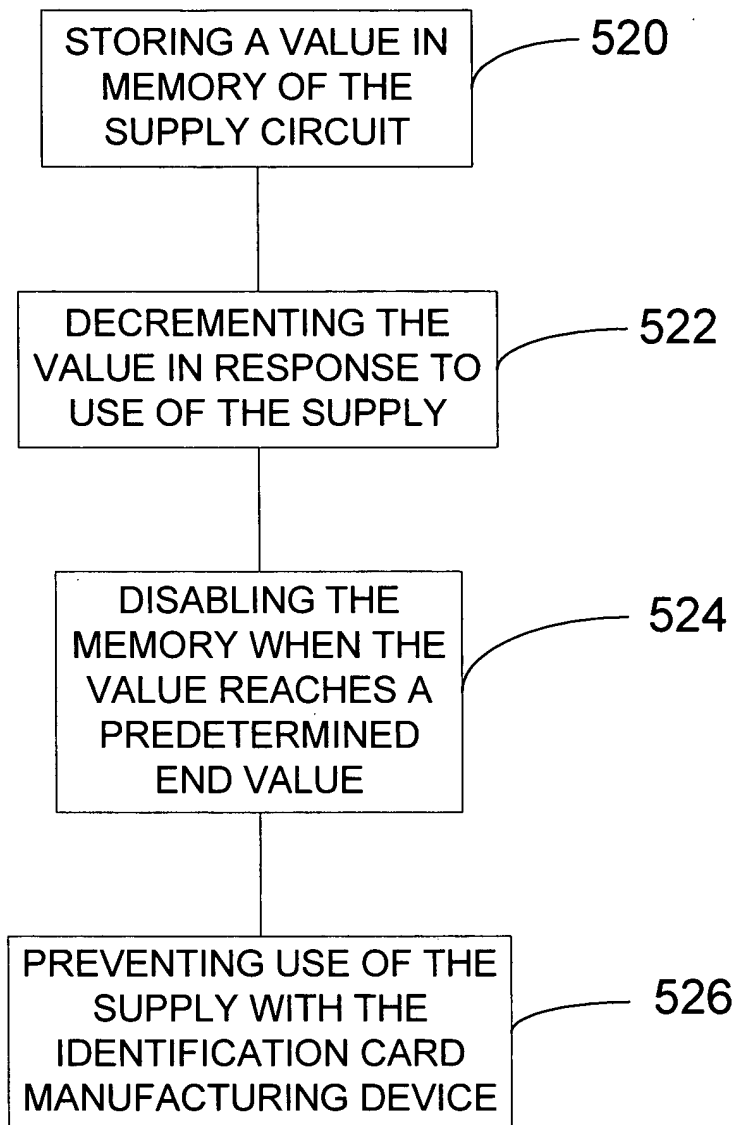 STORING A VALUE IN
MEMORY OF THE
SUPPLY CIRCUIT
520
DECREMENTING THE
VALUE IN RESPONSE TO
USE OF THE SUPPLY
522
DISABLING THE
MEMORY WHEN THE
VALUE REACHES A
PREDETERMINED
END VALUE
524
PREVENTING USE OF THE
SUPPLY WITH THE
IDENTIFICATION CARD
MANUFACTURING DEVICE
526